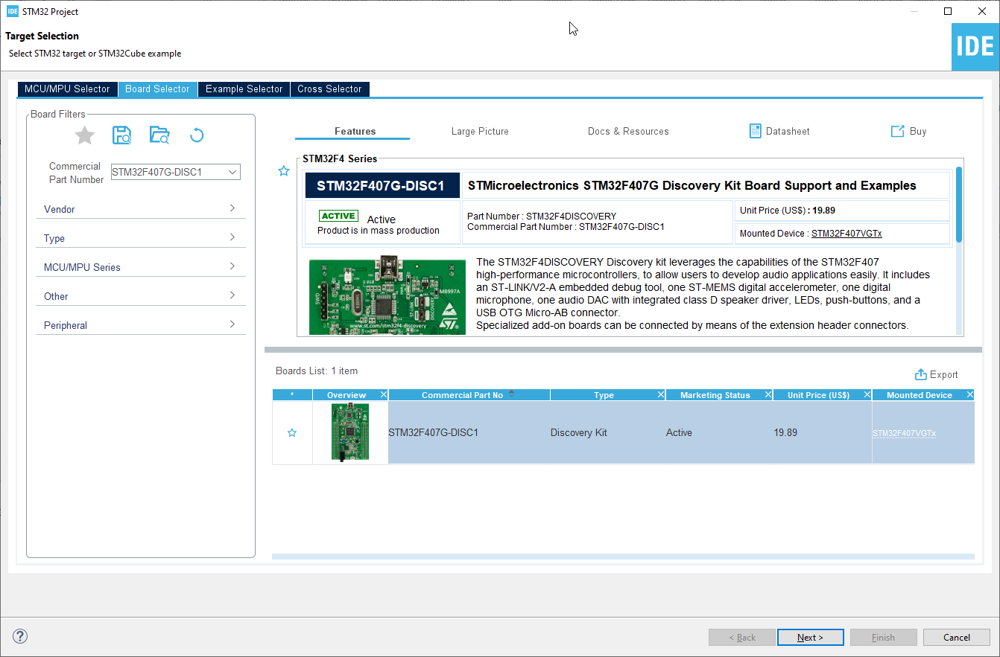 IDE STM32 Project
Target Selection
Select STM32 target or STM32Cube example
IDE
MCU/MPU Selector Board Selector Example Selector Cross Selector
Board Filters
Commercial
Part Number
STM32F407G-DISC1
Vendor
Type
MCU/MPU Series
Other
Peripheral
Features Large Picture Docs & Resources Datasheet Buy
STM32F4 Series
STM32F407G-DISC1
STMicroelectronics STM32F407G Discovery Kit Board Support and Examples
ACTIVE Active
Product is in mass production
Part Number : STM32F4DISCOVERY
Commercial Part Number : STM32F407G-DISC1
Unit Price (US$) : 19.89
Mounted Device : STM32F407VGTx
SWD
ST-LINK
DISCOVERY
MB997A
www.st.com/stm32f4-discovery
The STM32F4DISCOVERY Discovery kit leverages the capabilities of the STM32F407
high-performance microcontrollers, to allow users to develop audio applications easily. It includes
an ST-LINK/V2-A embedded debug tool, one ST-MEMS digital accelerometer, one digital
microphone, one audio DAC with integrated class D speaker driver, LEDs, push-buttons, and a
USB OTG Micro-AB connector.
Specialized add-on boards can be connected by means of the extension header connectors.
Boards List: 1 item
Export
* Overview Commercial Part No Type Marketing Status Unit Price (US$) Mounted Device
STM32F407G-DISC1 Discovery Kit Active 19.89 STM32F407VGTx
? < Back Next > Finish Cancel